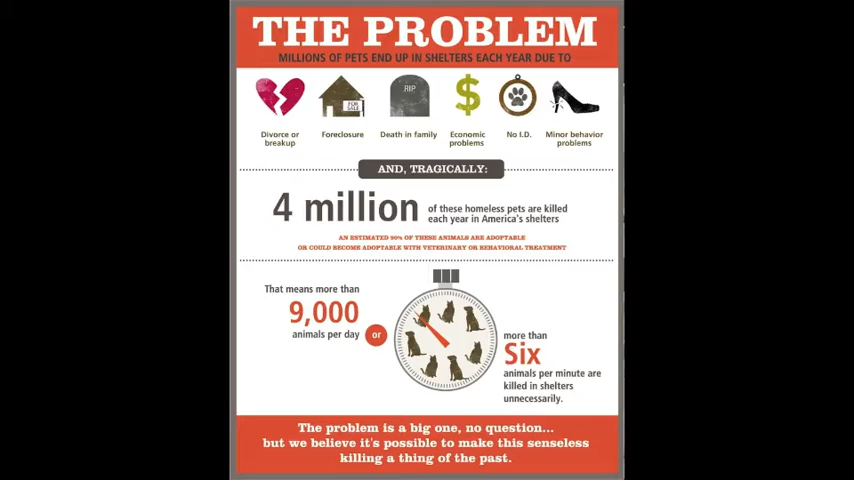 THE PROBLEM
MILLIONS OF PETS END UP IN SHELTERS EACH YEAR DUE TO
RIP
FOR SALE
Divorce or breakup
Foreclosure
Death in family
Economic problems
No I.D.
Minor behavior problems
AND, TRAGICALLY:
4 million
of these homeless pets are killed
each year in America's shelters
AN ESTIMATED 90% OF THESE ANIMALS ARE ADOPTABLE
OR COULD BECOME ADOPTABLE WITH VETERINARY OR BEHAVIORAL TREATMENT
That means more than
9,000
animals per day
or
more than
Six
animals per minute are
killed in shelters
unnecessarily.
The problem is a big one, no question...
but we believe it's possible to make this senseless
killing a thing of the past.